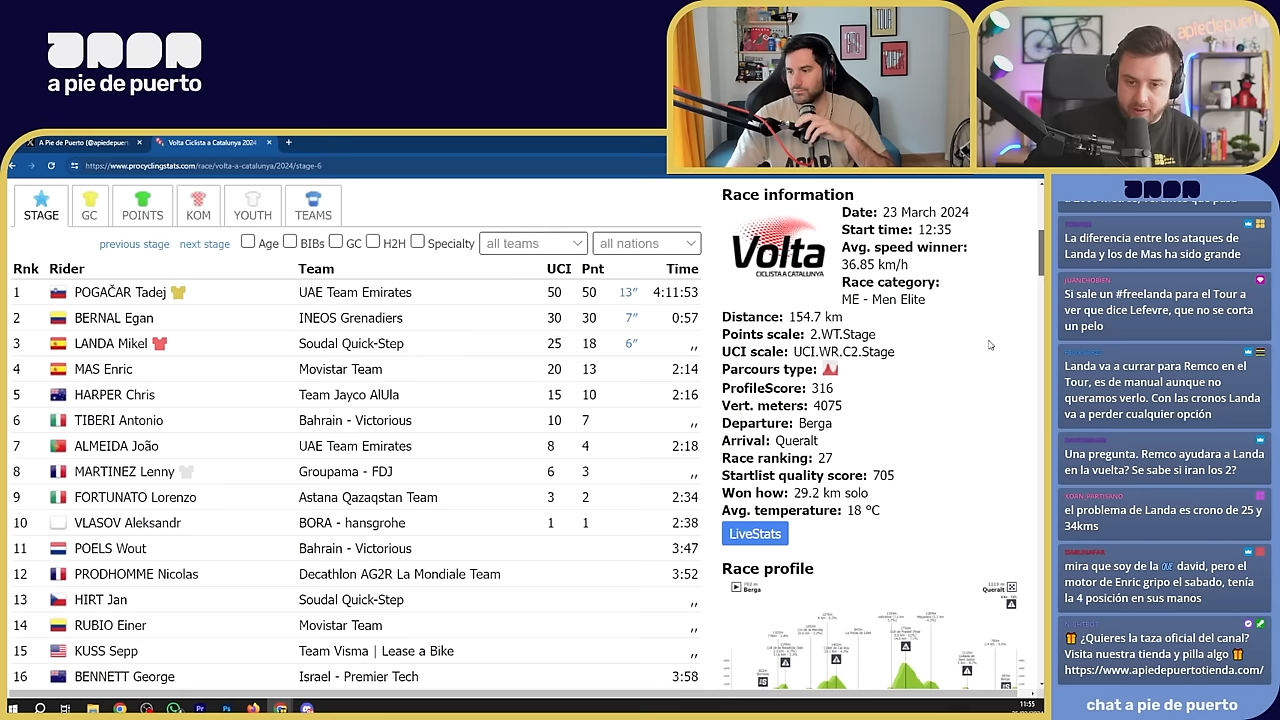 a pie de puerto
A Pie de Puerto (@apiedepuert
Volta Ciclista a Catalunya 2024
https://www.procyclingstats.com/race/volta-a-catalunya/2024/stage-6
STAGE GC POINTS KOM YOUTH TEAMS
previous stage next stage Age BIBs GC H2H Specialty all teams all nations
Rnk Rider Team UCI Pnt Time
1 POGAČAR Tadej UAE Team Emirates 50 50 13″ 4:11:53
2 BERNAL Egan INEOS Grenadiers 30 30 7″ 0:57
3 LANDA Mikel Soudal Quick-Step 25 18 6″ ,,
4 MAS Enric Movistar Team 20 13 2:14
5 HARPER Chris Team Jayco AlUla 15 10 2:16
6 TIBERI Antonio Bahrain - Victorious 10 7 ,,
7 ALMEIDA João UAE Team Emirates 8 4 2:18
8 MARTINEZ Lenny Groupama - FDJ 6 3 ,,
9 FORTUNATO Lorenzo Astana Qazaqstan Team 3 2 2:34
10 VLASOV Aleksandr BORA - hansgrohe 1 1 2:38
11 POELS Wout Bahrain - Victorious 3:47
12 PRODHOMME Nicolas Decathlon AG2R La Mondiale Team 3:52
13 HIRT Jan Soudal Quick-Step ,,
14 RUBIO Einer Movistar Team ,,
15 KUSS Sepp Team Visma | Lease a Bike ,,
16 BENNETT George Israel - Premier Tech 3:58
Race information
Volta
CICLISTA A CATALUNYA
Date: 23 March 2024
Start time: 12:35
Avg. speed winner:
36.85 km/h
Race category:
ME - Men Elite
Distance: 154.7 km
Points scale: 2.WT.Stage
UCI scale: UCI.WR.C2.Stage
Parcours type:
ProfileScore: 316
Vert. meters: 4075
Departure: Berga
Arrival: Queralt
Race ranking: 27
Startlist quality score: 705
Won how: 29.2 km solo
Avg. temperature: 18 °C
LiveStats
Race profile
Berga
Queralt
11:55
La diferencia entre los ataques de
Landa y los de Mas ha sido grande
JUANCHOBIEN
Si sale un #freelanda para el Tour a
ver que dice Lefevre, que no se corta
un pelo
Landa va a currar para Remco en el
Tour, es de manual aunque no
queramos verlo. Con las cronos Landa
va a perder cualquier opción
Una pregunta. Remco ayudara a Landa
en la vuelta? Se sabe si iran los 2?
XOAN_PARTISANO
el problema de Landa es crono de 25 y
34kms
mira que soy de la david, pero el
motor de Enric gripo el sabado, tenía
la 4 posición en sus manos
¿Quieres la taza oficial del canal?
Visita nuestra tienda y pilla algo
https://www.apiedepuertoapdp.com/
chat a pie de puerto